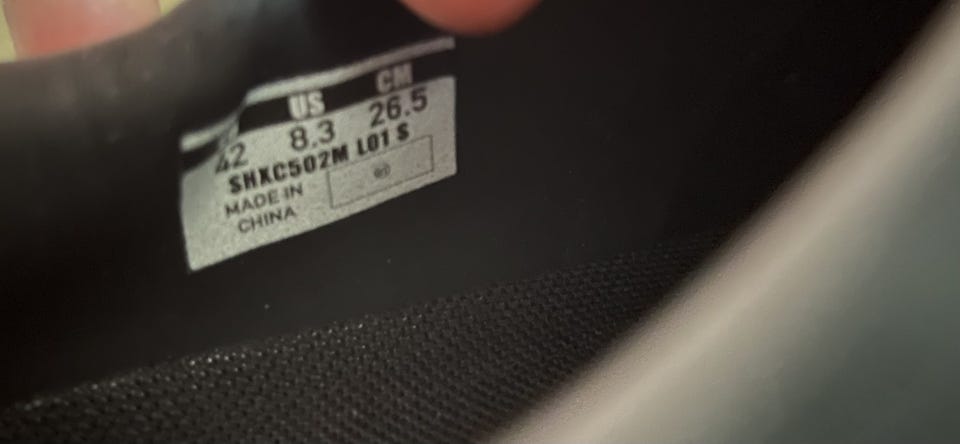 US CM
42 8.3 26.5
SHXC502M L01 S
MADE IN
CHINA